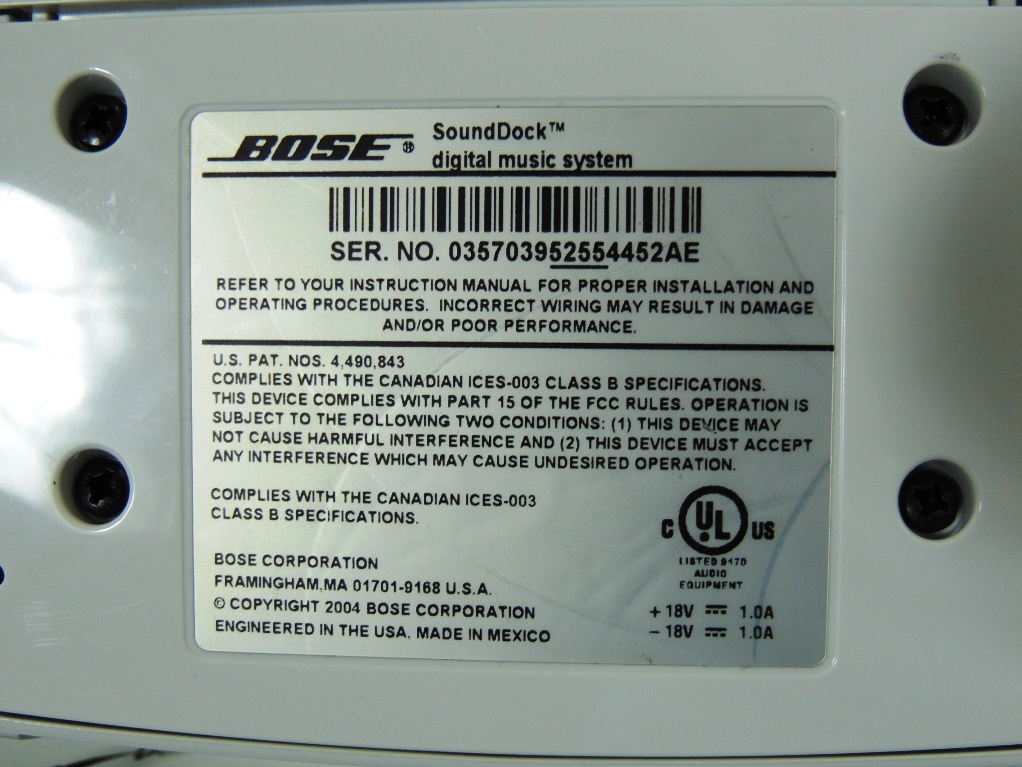 BOSE® SoundDock™
digital music system
SER. NO. 035703952554452AE
REFER TO YOUR INSTRUCTION MANUAL FOR PROPER INSTALLATION AND
OPERATING PROCEDURES. INCORRECT WIRING MAY RESULT IN DAMAGE
AND/OR POOR PERFORMANCE.
U.S. PAT. NOS. 4,490,843
COMPLIES WITH THE CANADIAN ICES-003 CLASS B SPECIFICATIONS.
THIS DEVICE COMPLIES WITH PART 15 OF THE FCC RULES. OPERATION IS
SUBJECT TO THE FOLLOWING TWO CONDITIONS: (1) THIS DEVICE MAY
NOT CAUSE HARMFUL INTERFERENCE AND (2) THIS DEVICE MUST ACCEPT
ANY INTERFERENCE WHICH MAY CAUSE UNDESIRED OPERATION.
COMPLIES WITH THE CANADIAN ICES-003
CLASS B SPECIFICATIONS.
C UL US
LISTED 9170
AUDIO
EQUIPMENT
BOSE CORPORATION
FRAMINGHAM,MA 01701-9168 U.S.A.
© COPYRIGHT 2004 BOSE CORPORATION
ENGINEERED IN THE USA, MADE IN MEXICO
+ 18V 1.0A
– 18V 1.0A